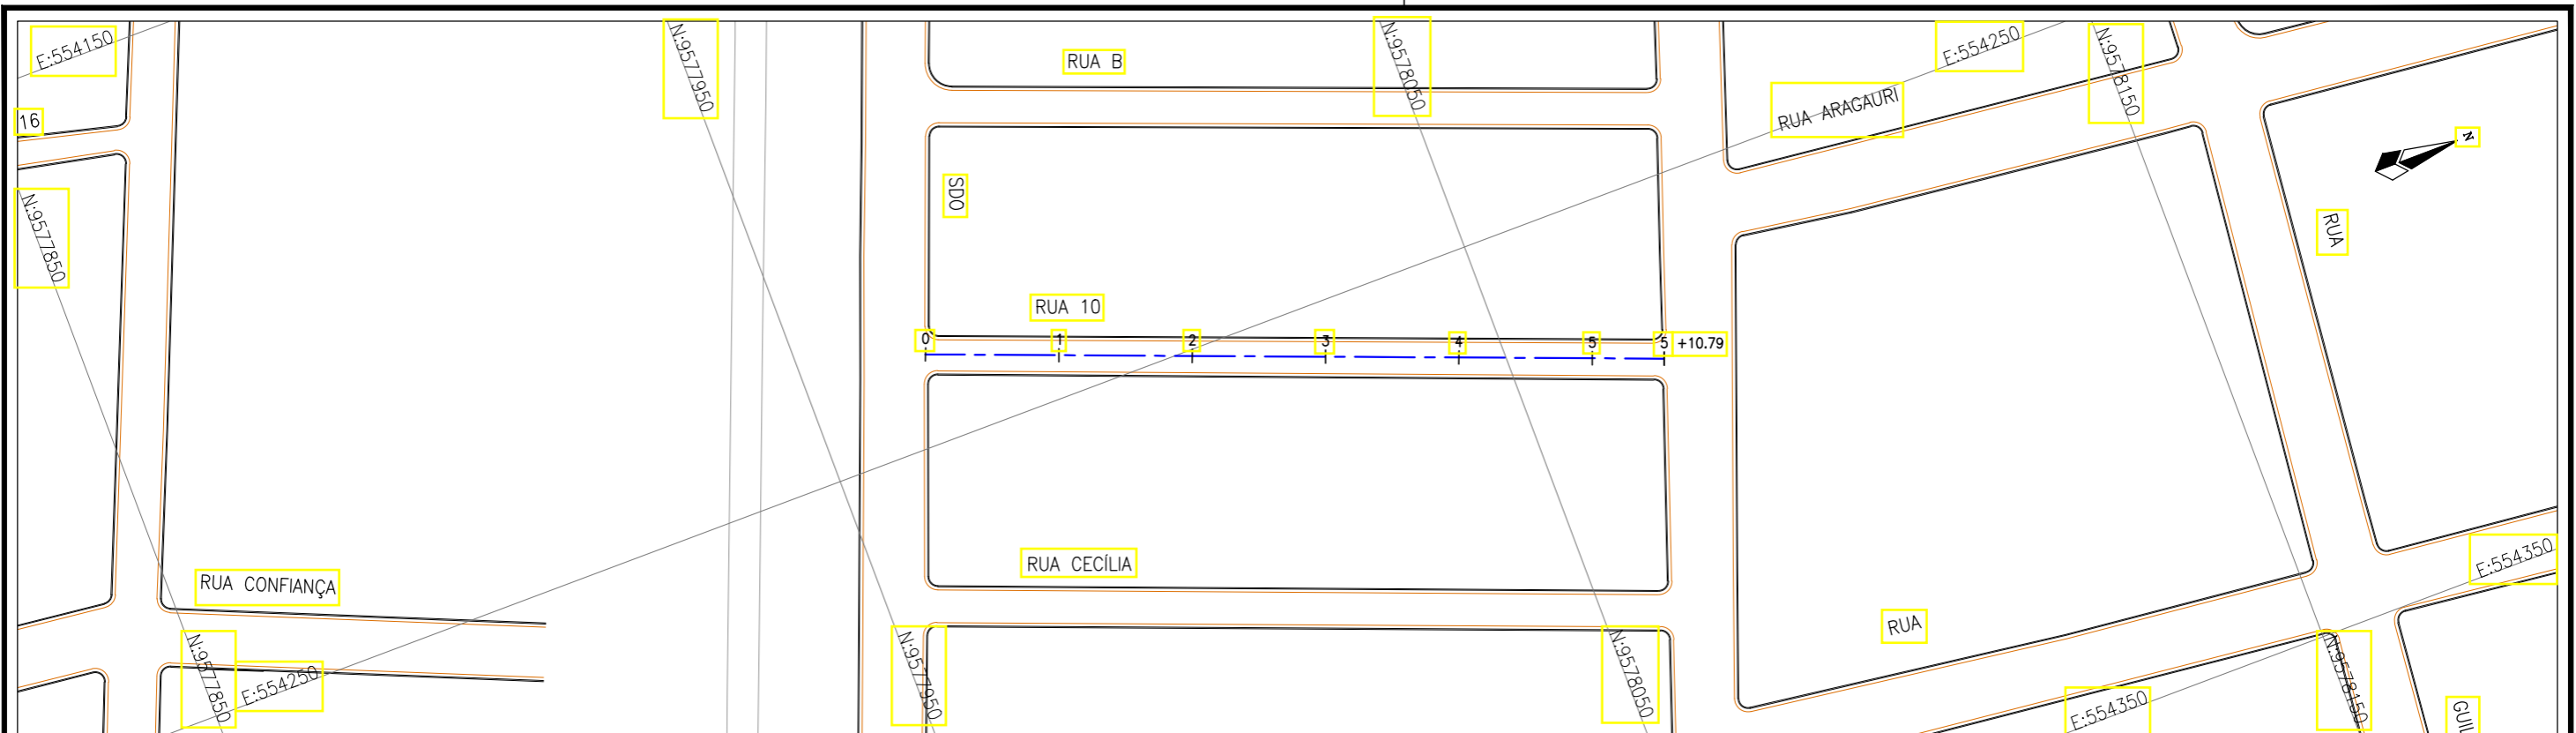 E:554150
N:9577950
RUA B
N:9578050
E:554250
N:9578150
RUA ARAGAURI
16
N
N:9577850
SDO
RUA
RUA 10
0 1 2 3 4 5 5 +10.79
RUA CONFIANÇA
RUA CECÍLIA
E:554350
RUA
N:9577850
E:554250
N:9577950
N:9578050
E:554350
N:9578150
GUIL